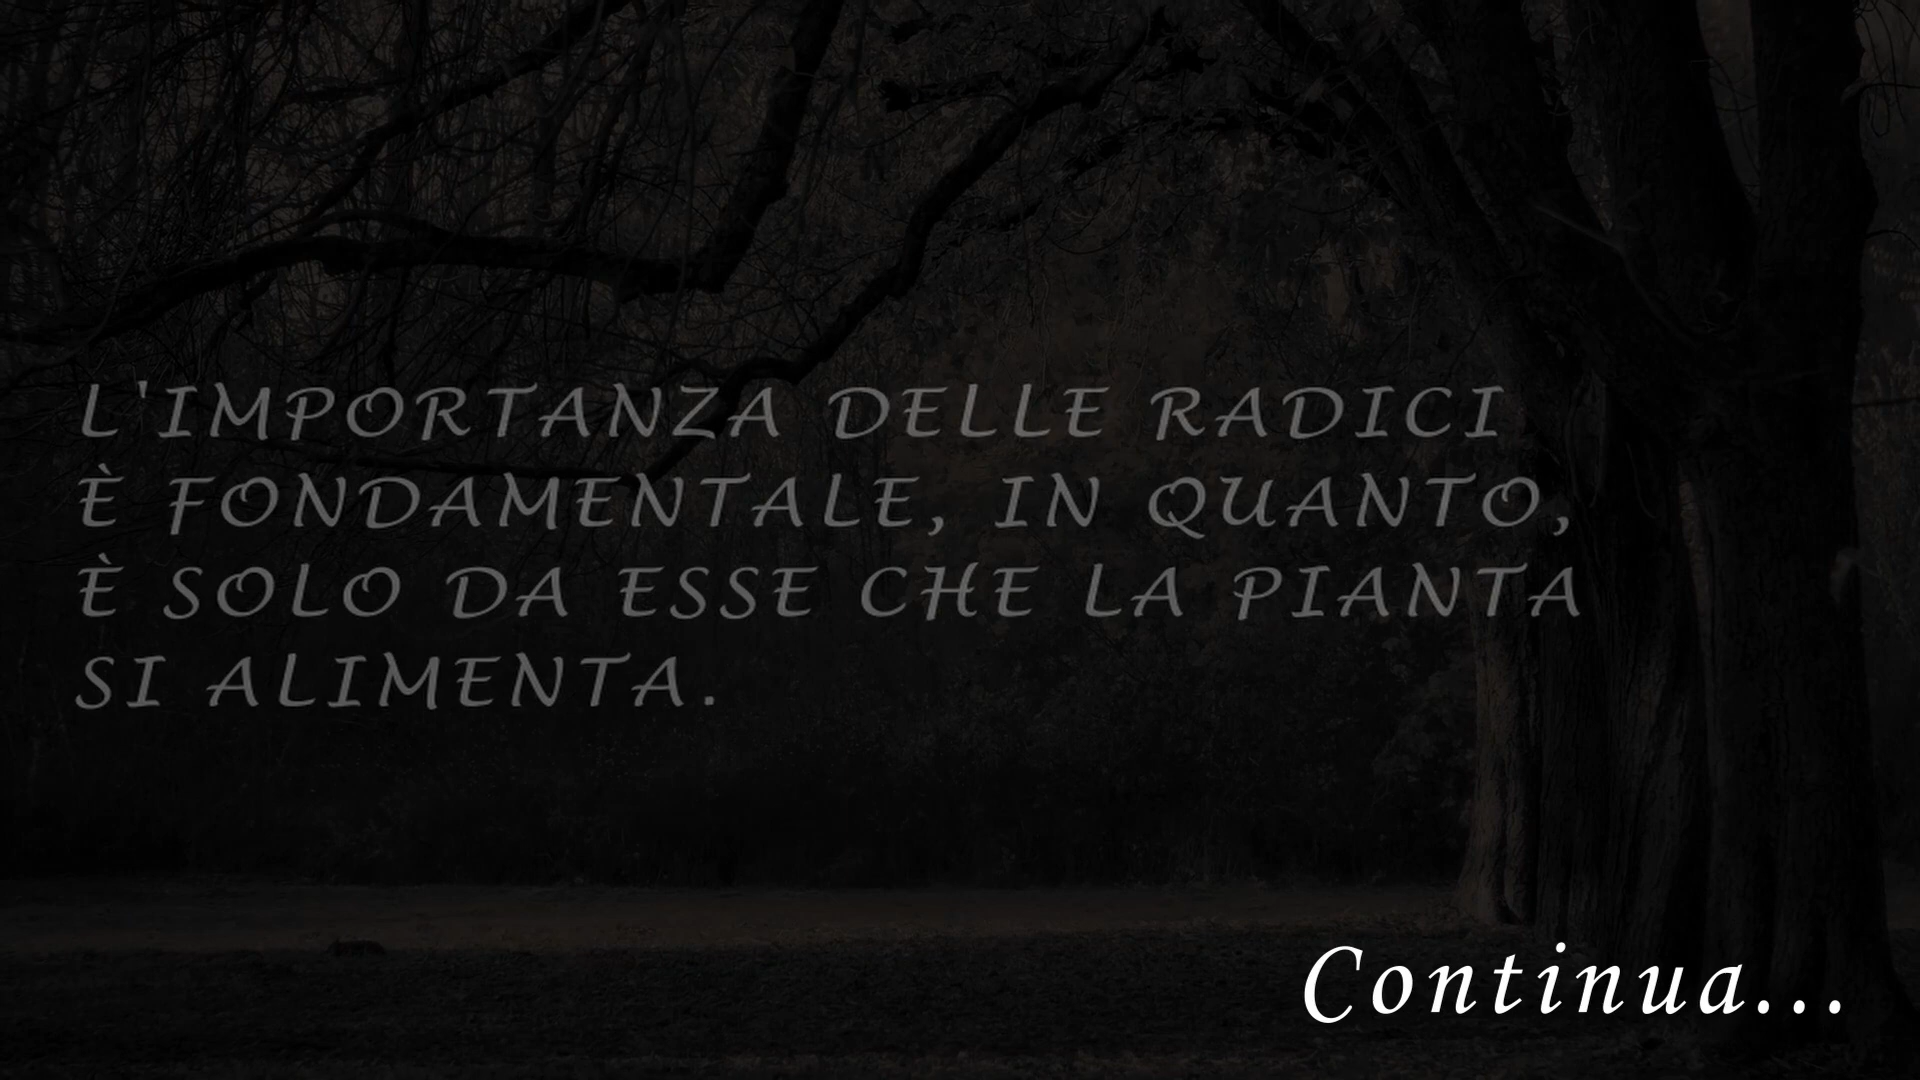 L'IMPORTANZA DELLE RADICI
È FONDAMENTALE, IN QUANTO,
È SOLO DA ESSE CHE LA PIANTA
SI ALIMENTA.
Continua...